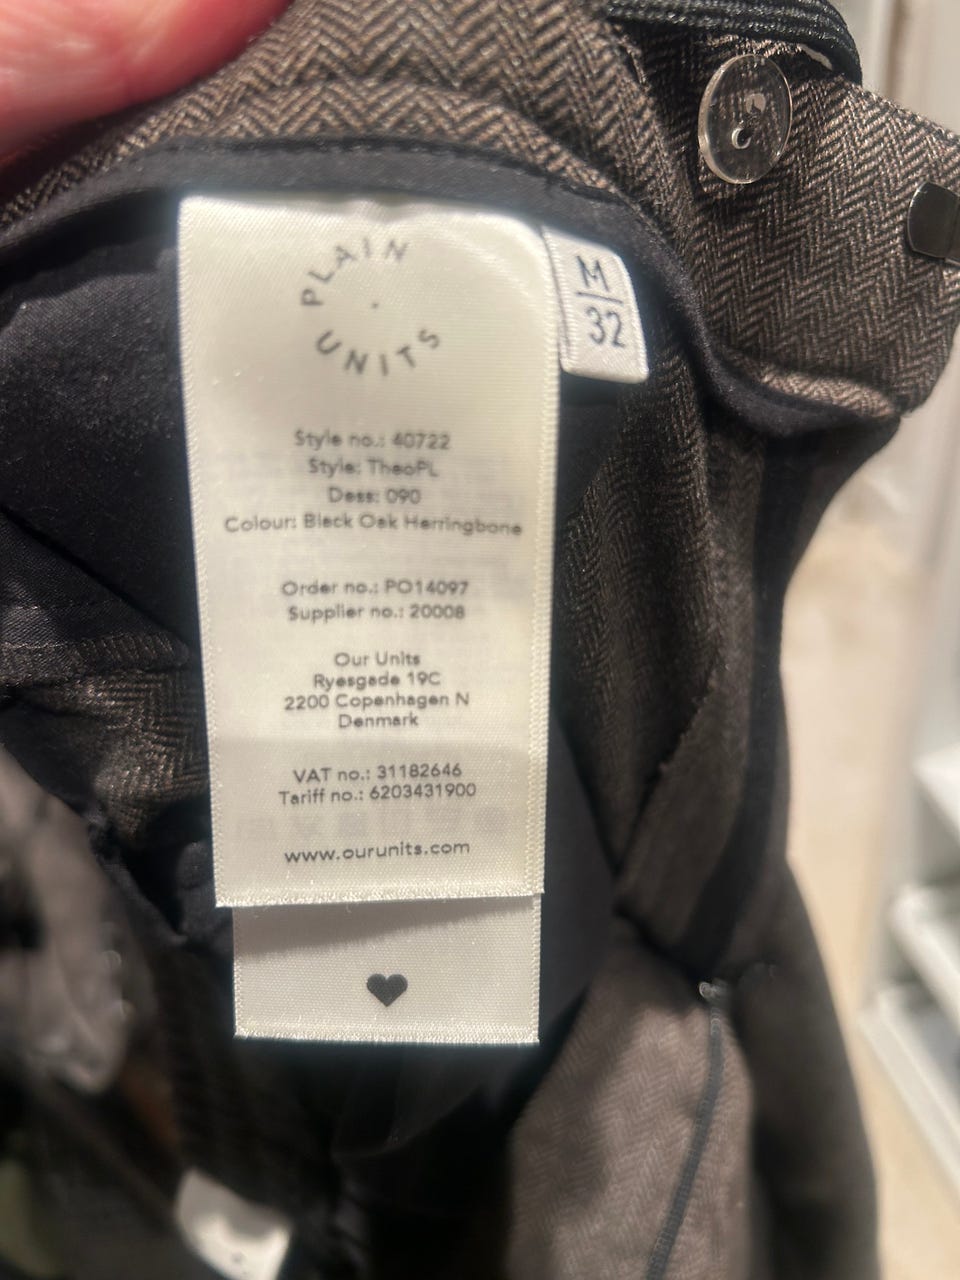 PLAIN
UNITS
M
32
Style no.: 40722
Style: TheoPL
Dess: 090
Colour: Black Oak Herringbone
Order no.: PO14097
Supplier no.: 20008
Our Units
Ryesgade 19C
2200 Copenhagen N
Denmark
VAT no.: 31182646
Tariff no.: 6203431900
www.ourunits.com